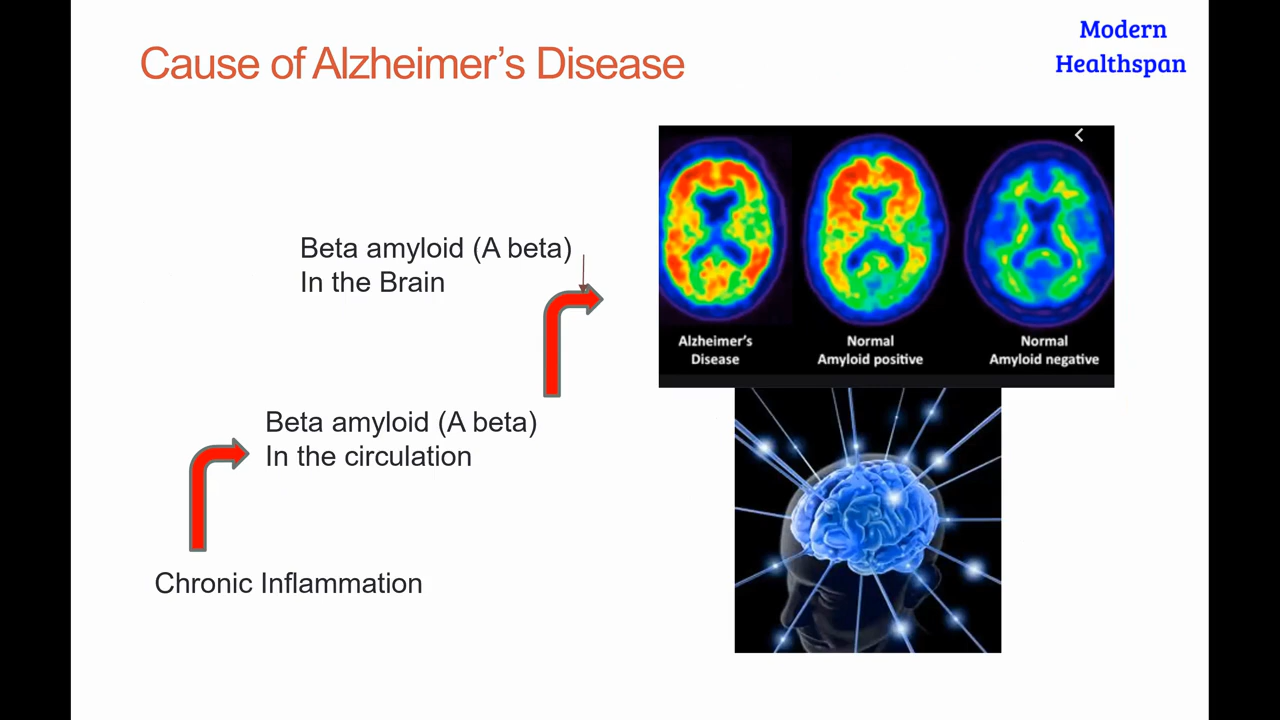 Cause of Alzheimer's Disease
Modern
Healthspan
Beta amyloid (A beta)
In the Brain
Alzheimer's
Disease
Normal
Amyloid positive
Normal
Amyloid negative
Beta amyloid (A beta)
In the circulation
Chronic Inflammation